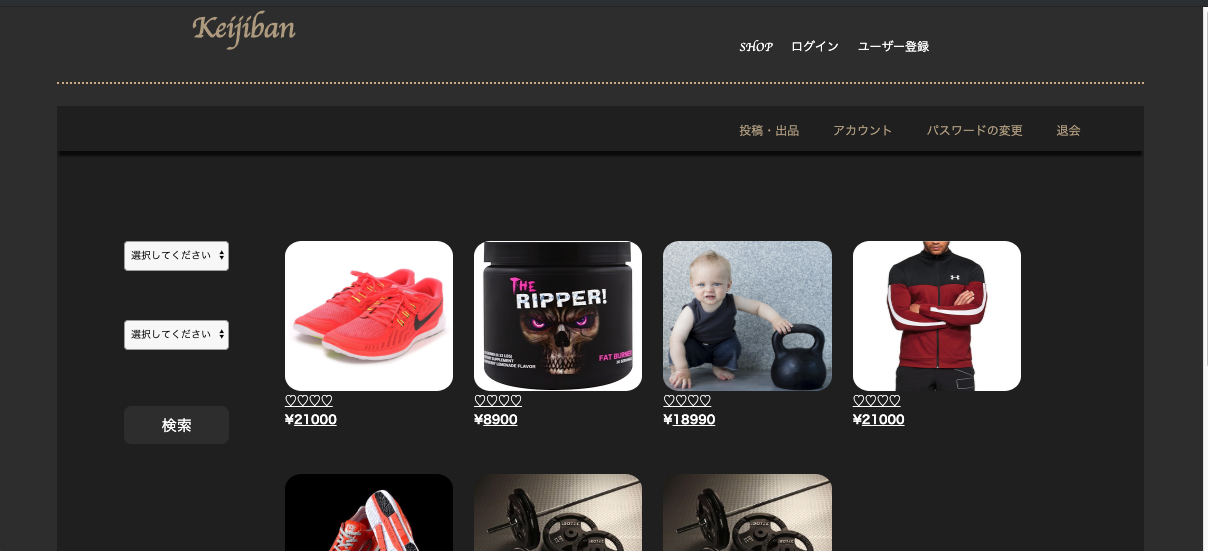 Keijiban
SHOP ログイン ユーザー登録
投稿・出品 アカウント パスワードの変更 退会
選択してください
選択してください
検索
THE
RIPPER!
FAT BURNER
♡♡♡♡
¥21000
♡♡♡♡
¥8900
♡♡♡♡
¥18990
♡♡♡♡
¥21000